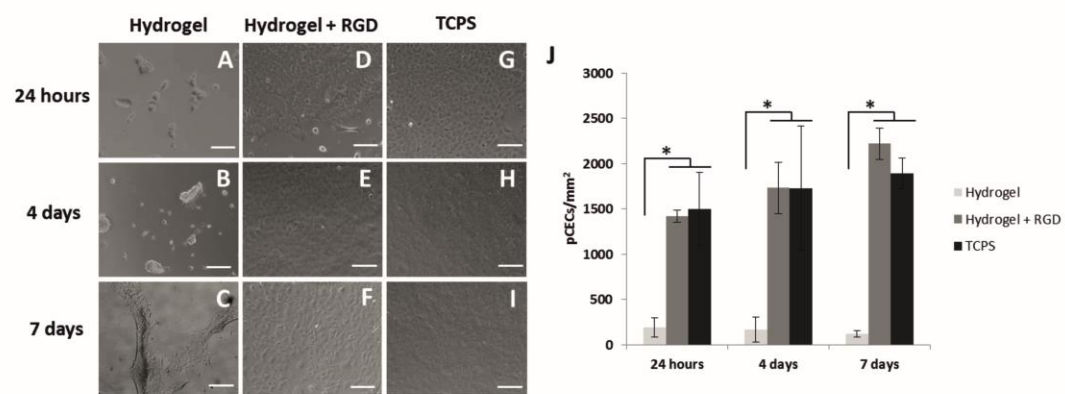 Hydrogel Hydrogel + RGD TCPS
24 hours
A D G
4 days
B E H
7 days
C F I
J
3000
2500
2000
1500
1000
500
0
pCECs/mm²
* * *
24 hours 4 days 7 days
Hydrogel
Hydrogel + RGD
TCPS